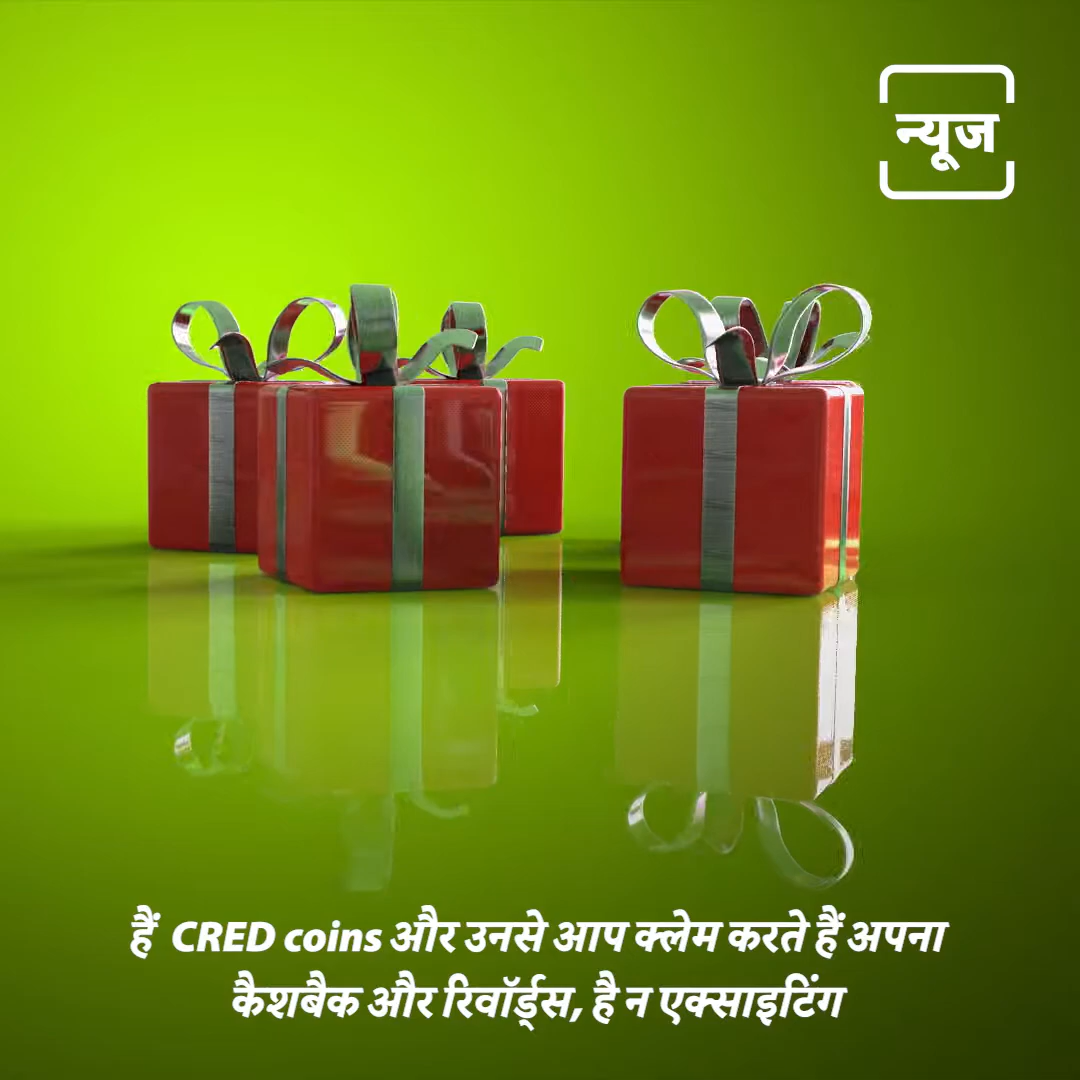 न्यूज
हैं CRED coins और उनसे आप क्लेम करते हैं अपना
कैशबैक और रिवॉर्ड्स, है न एक्साइटिंग